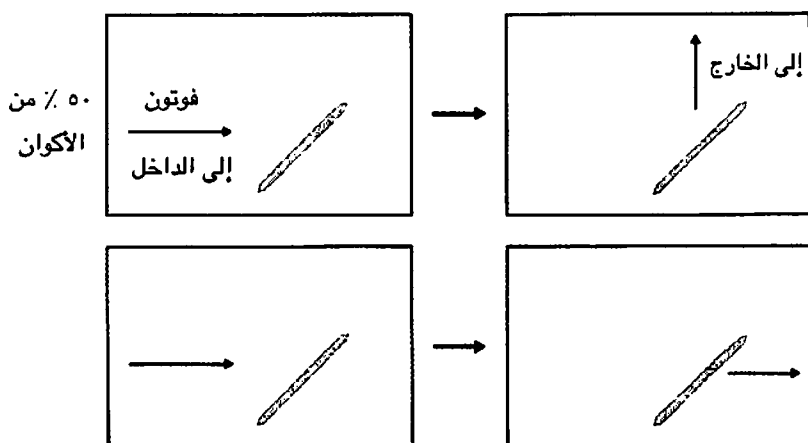 ٥٠ ٪ من
الأكوان
فوتون
إلى الداخل
إلى الخارج